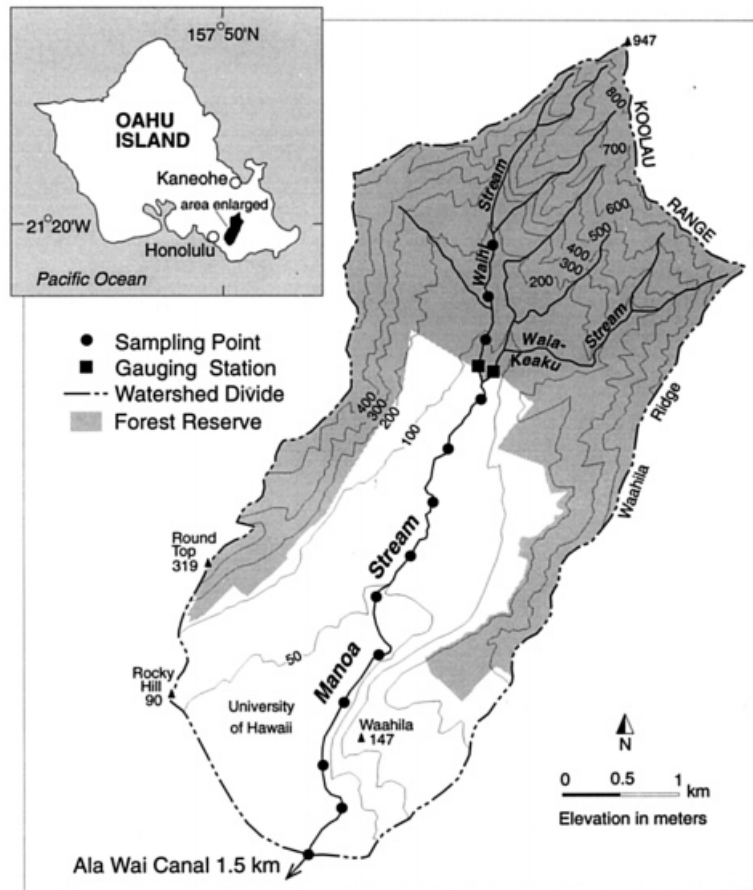 157° 50'N
OAHU
ISLAND
Kaneohe
area enlarged
21° 20'W
Honolulu
Pacific Ocean
Sampling Point
Gauging Station
Watershed Divide
Forest Reserve
947
KOOLAU
RANGE
800
700
600
500
400
300
200
Waihi
Stream
Waia-
Keaku
Stream
Waahila
Ridge
400
300
200
100
Round
Top
319
Manoa
Stream
50
Rocky
Hill
90
University
of Hawaii
Waahila
147
N
0 0.5 1
km
Elevation in meters
Ala Wai Canal 1.5 km